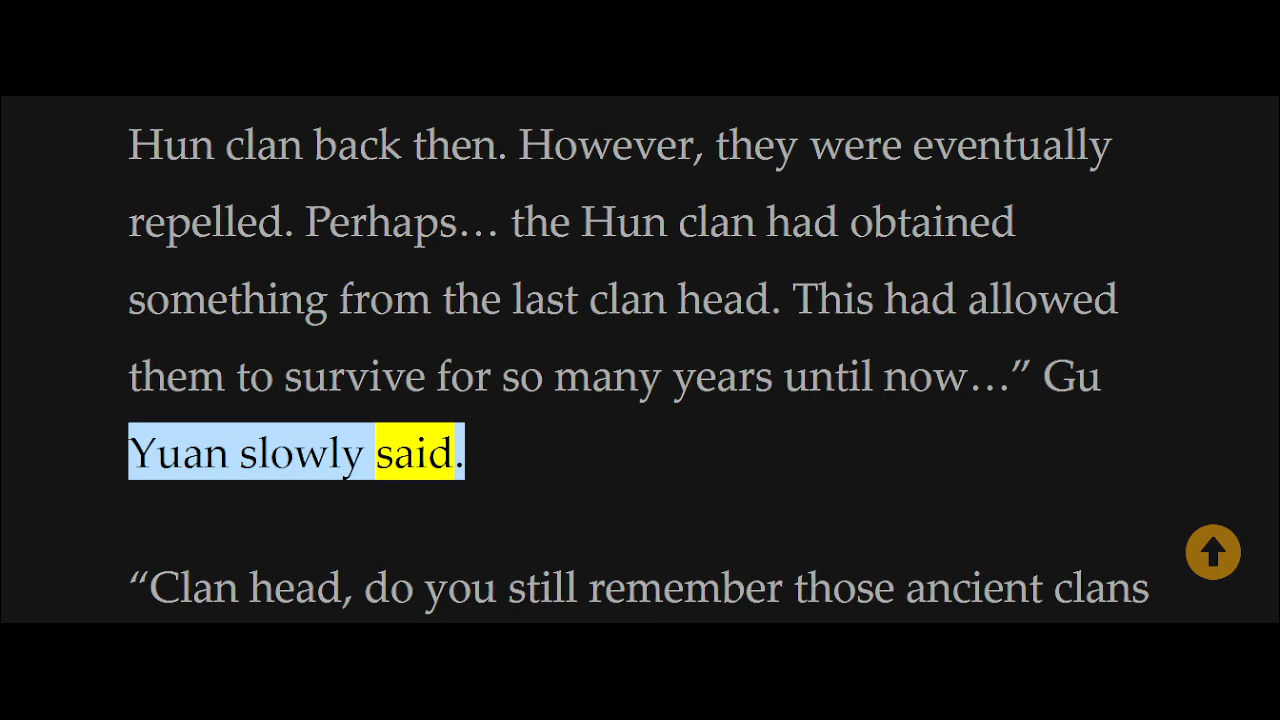 Hun clan back then. However, they were eventually
repelled. Perhaps… the Hun clan had obtained
something from the last clan head. This had allowed
them to survive for so many years until now…” Gu
Yuan slowly said.
“Clan head, do you still remember those ancient clans